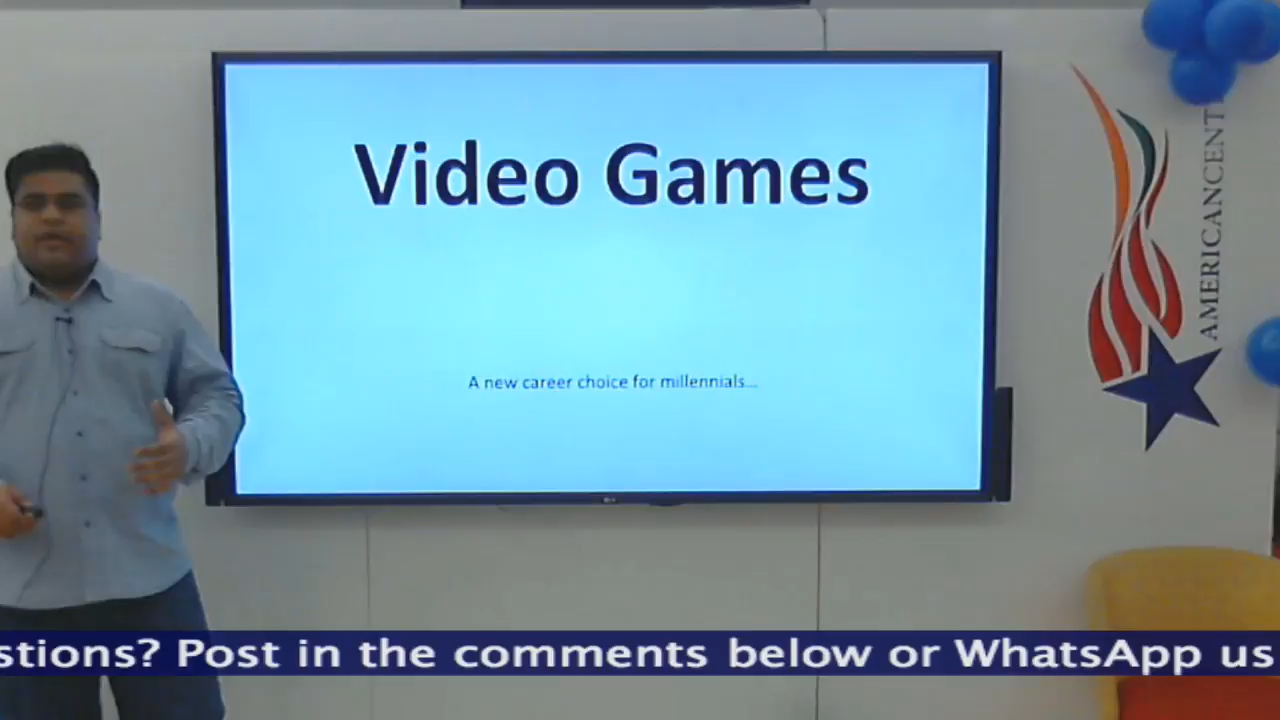 Video Games
A new career choice for millennials...
AMERICANCENT
stions? Post in the comments below or WhatsApp us